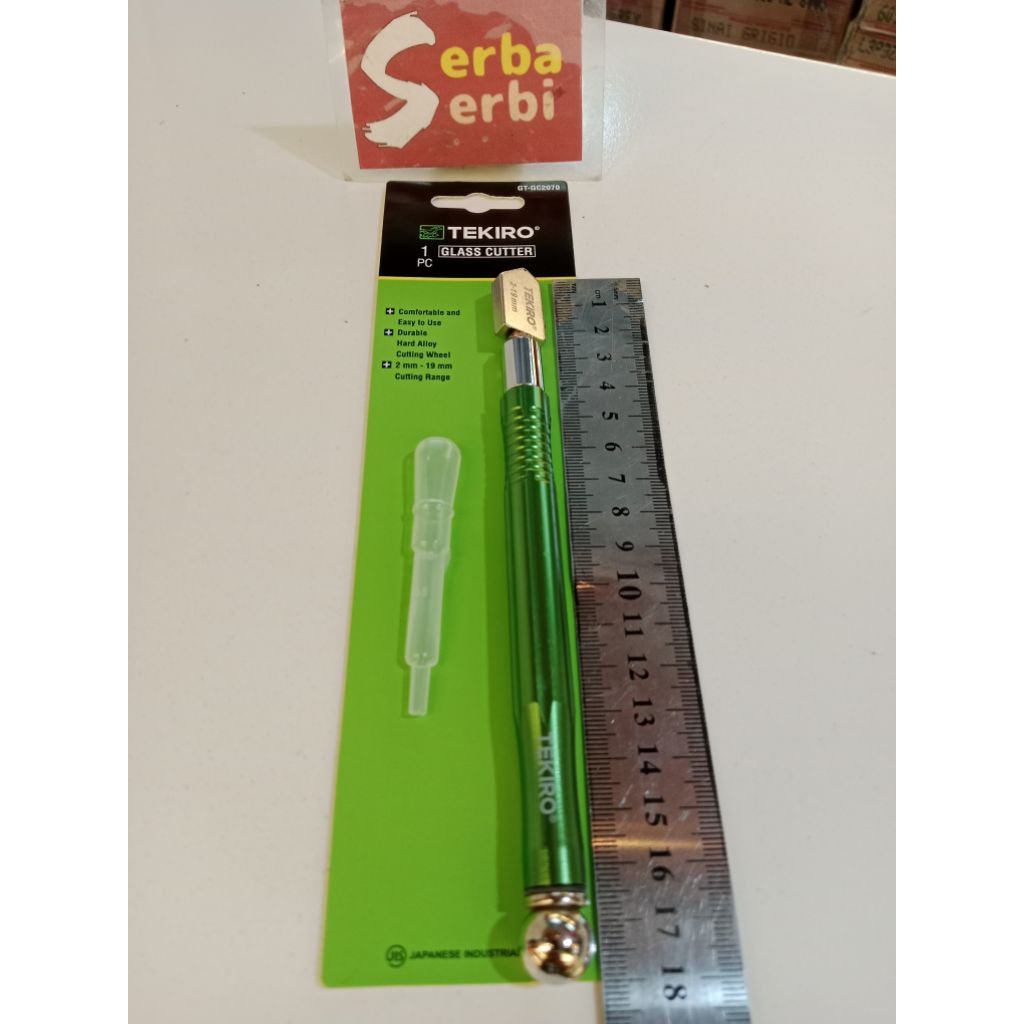 Serba
Serbi
GT-GC2070
TEKIRO®
1
PC
GLASS CUTTER
Comfortable and
Easy to Use
Durable
Hard Alloy
Cutting Wheel
2 mm - 19 mm
Cutting Range
TEKIRO®
2-19mm
TEKIRO®
JIS JAPANESE INDUSTRIAL
cm
1
2
3
4
5
6
7
8
9
10
11
12
13
14
15
16
17
18